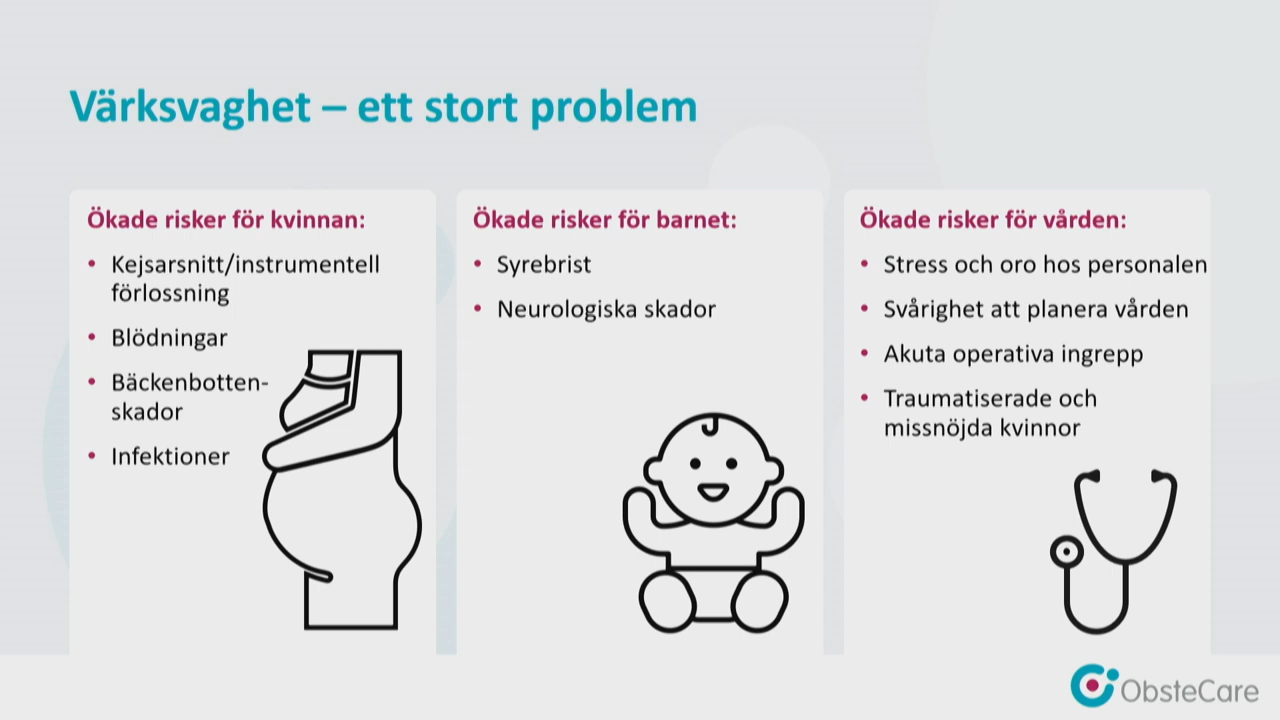 Värksvaghet – ett stort problem
Ökade risker för kvinnan:
• Kejsarsnitt/instrumentell
förlossning
• Blödningar
• Bäckenbotten-
skador
• Infektioner
Ökade risker för barnet:
• Syrebrist
• Neurologiska skador
Ökade risker för vården:
• Stress och oro hos personalen
• Svårighet att planera vården
• Akuta operativa ingrepp
• Traumatiserade och
missnöjda kvinnor
ObsteCare